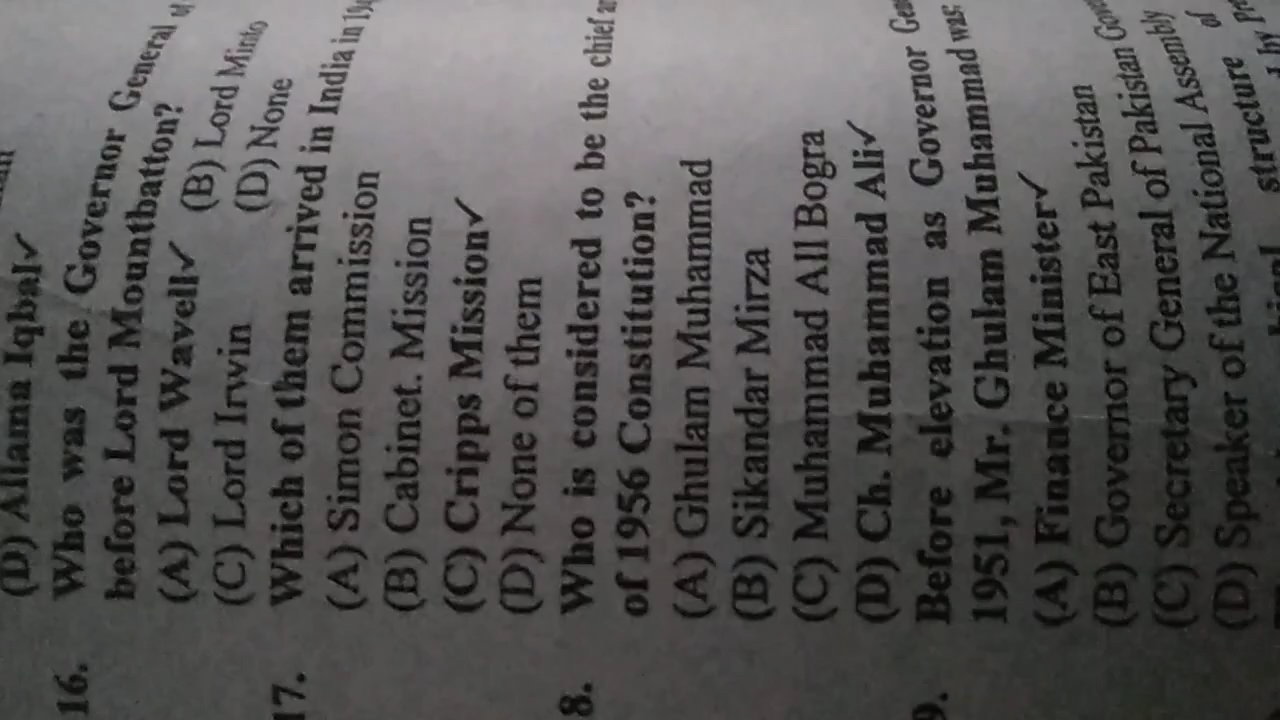 (D) Allama Iqbal✓
16. Who was the Governor General
before Lord Mountbatton?
(A) Lord Wavell✓ (B) Lord Minto
(C) Lord Irwin (D) None
17. Which of them arrived in India in
(A) Simon Commission
(B) Cabinet. Mission
(C) Cripps Mission✓
(D) None of them
8. Who is considered to be the chief
of 1956 Constitution?
(A) Ghulam Muhammad
(B) Sikandar Mirza
(C) Muhammad All Bogra
(D) Ch. Muhammad Ali✓
9. Before elevation as Governor
1951, Mr. Ghulam Muhammad was:
(A) Finance Minister✓
(B) Governor of East Pakistan
(C) Secretary General of Pakistan
(D) Speaker of the National Assembly
structure of
by